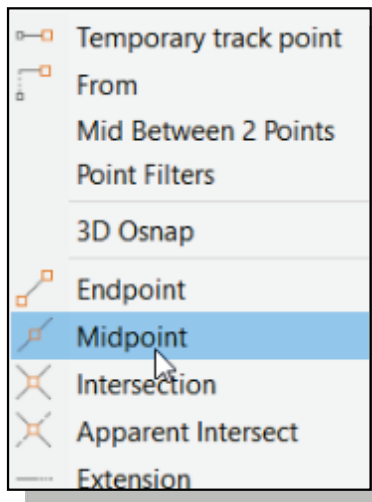 Temporary track point
From
Mid Between 2 Points
Point Filters
3D Osnap
Endpoint
Midpoint
Intersection
Apparent Intersect
Extension